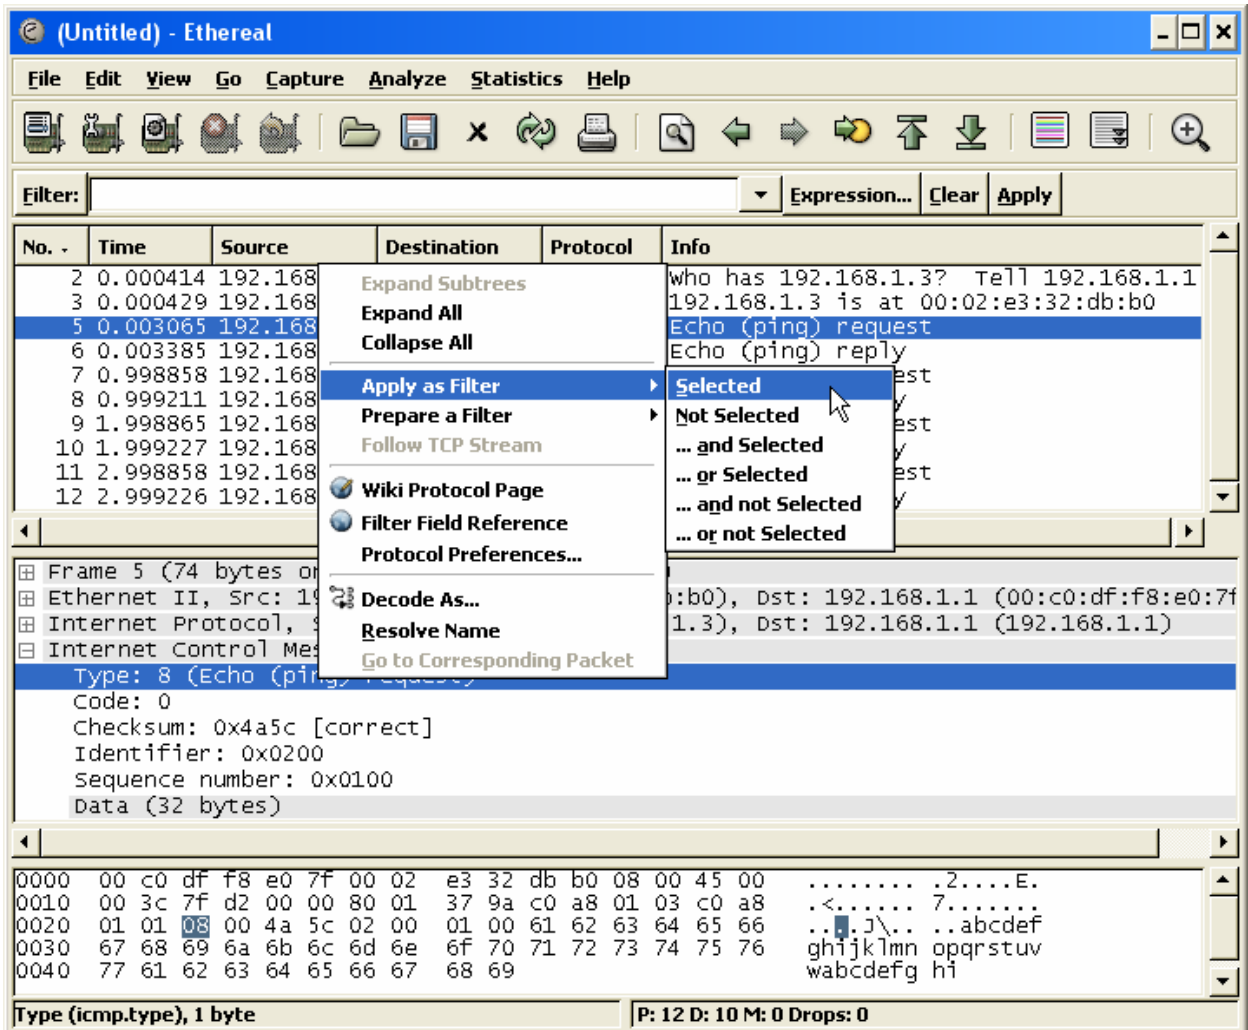 (Untitled) - Ethereal
File Edit View Go Capture Analyze Statistics Help
Filter: Expression... Clear Apply
No. Time Source Destination Protocol Info
2 0.000414 192.168 Who has 192.168.1.3? Tell 192.168.1.1
3 0.000429 192.168 192.168.1.3 is at 00:02:e3:32:db:b0
5 0.003065 192.168 Echo (ping) request
6 0.003385 192.168 Echo (ping) reply
7 0.998858 192.168 est
8 0.999211 192.168 y
9 1.998865 192.168 est
10 1.999227 192.168 y
11 2.998858 192.168 est
12 2.999226 192.168 y
Expand Subtrees
Expand All
Collapse All
Apply as Filter
Prepare a Filter
Follow TCP Stream
Wiki Protocol Page
Filter Field Reference
Protocol Preferences...
Decode As...
Resolve Name
Go to Corresponding Packet
Selected
Not Selected
... and Selected
... or Selected
... and not Selected
... or not Selected
Frame 5 (74 bytes on
Ethernet II, Src: 19 :b0), Dst: 192.168.1.1 (00:c0:df:f8:e0:7f
Internet Protocol, S 1.3), Dst: 192.168.1.1 (192.168.1.1)
Internet Control Mes
Type: 8 (Echo (ping) request)
Code: 0
Checksum: 0x4a5c [correct]
Identifier: 0x0200
Sequence number: 0x0100
Data (32 bytes)
0000 00 c0 df f8 e0 7f 00 02 e3 32 db b0 08 00 45 00 ........ .2....E.
0010 00 3c 7f d2 00 00 80 01 37 9a c0 a8 01 03 c0 a8 .<...... 7.......
0020 01 01 08 00 4a 5c 02 00 01 00 61 62 63 64 65 66 ....J\.. ..abcdef
0030 67 68 69 6a 6b 6c 6d 6e 6f 70 71 72 73 74 75 76 ghijklmn opqrstuv
0040 77 61 62 63 64 65 66 67 68 69 wabcdefg hi
Type (icmp.type), 1 byte P: 12 D: 10 M: 0 Drops: 0